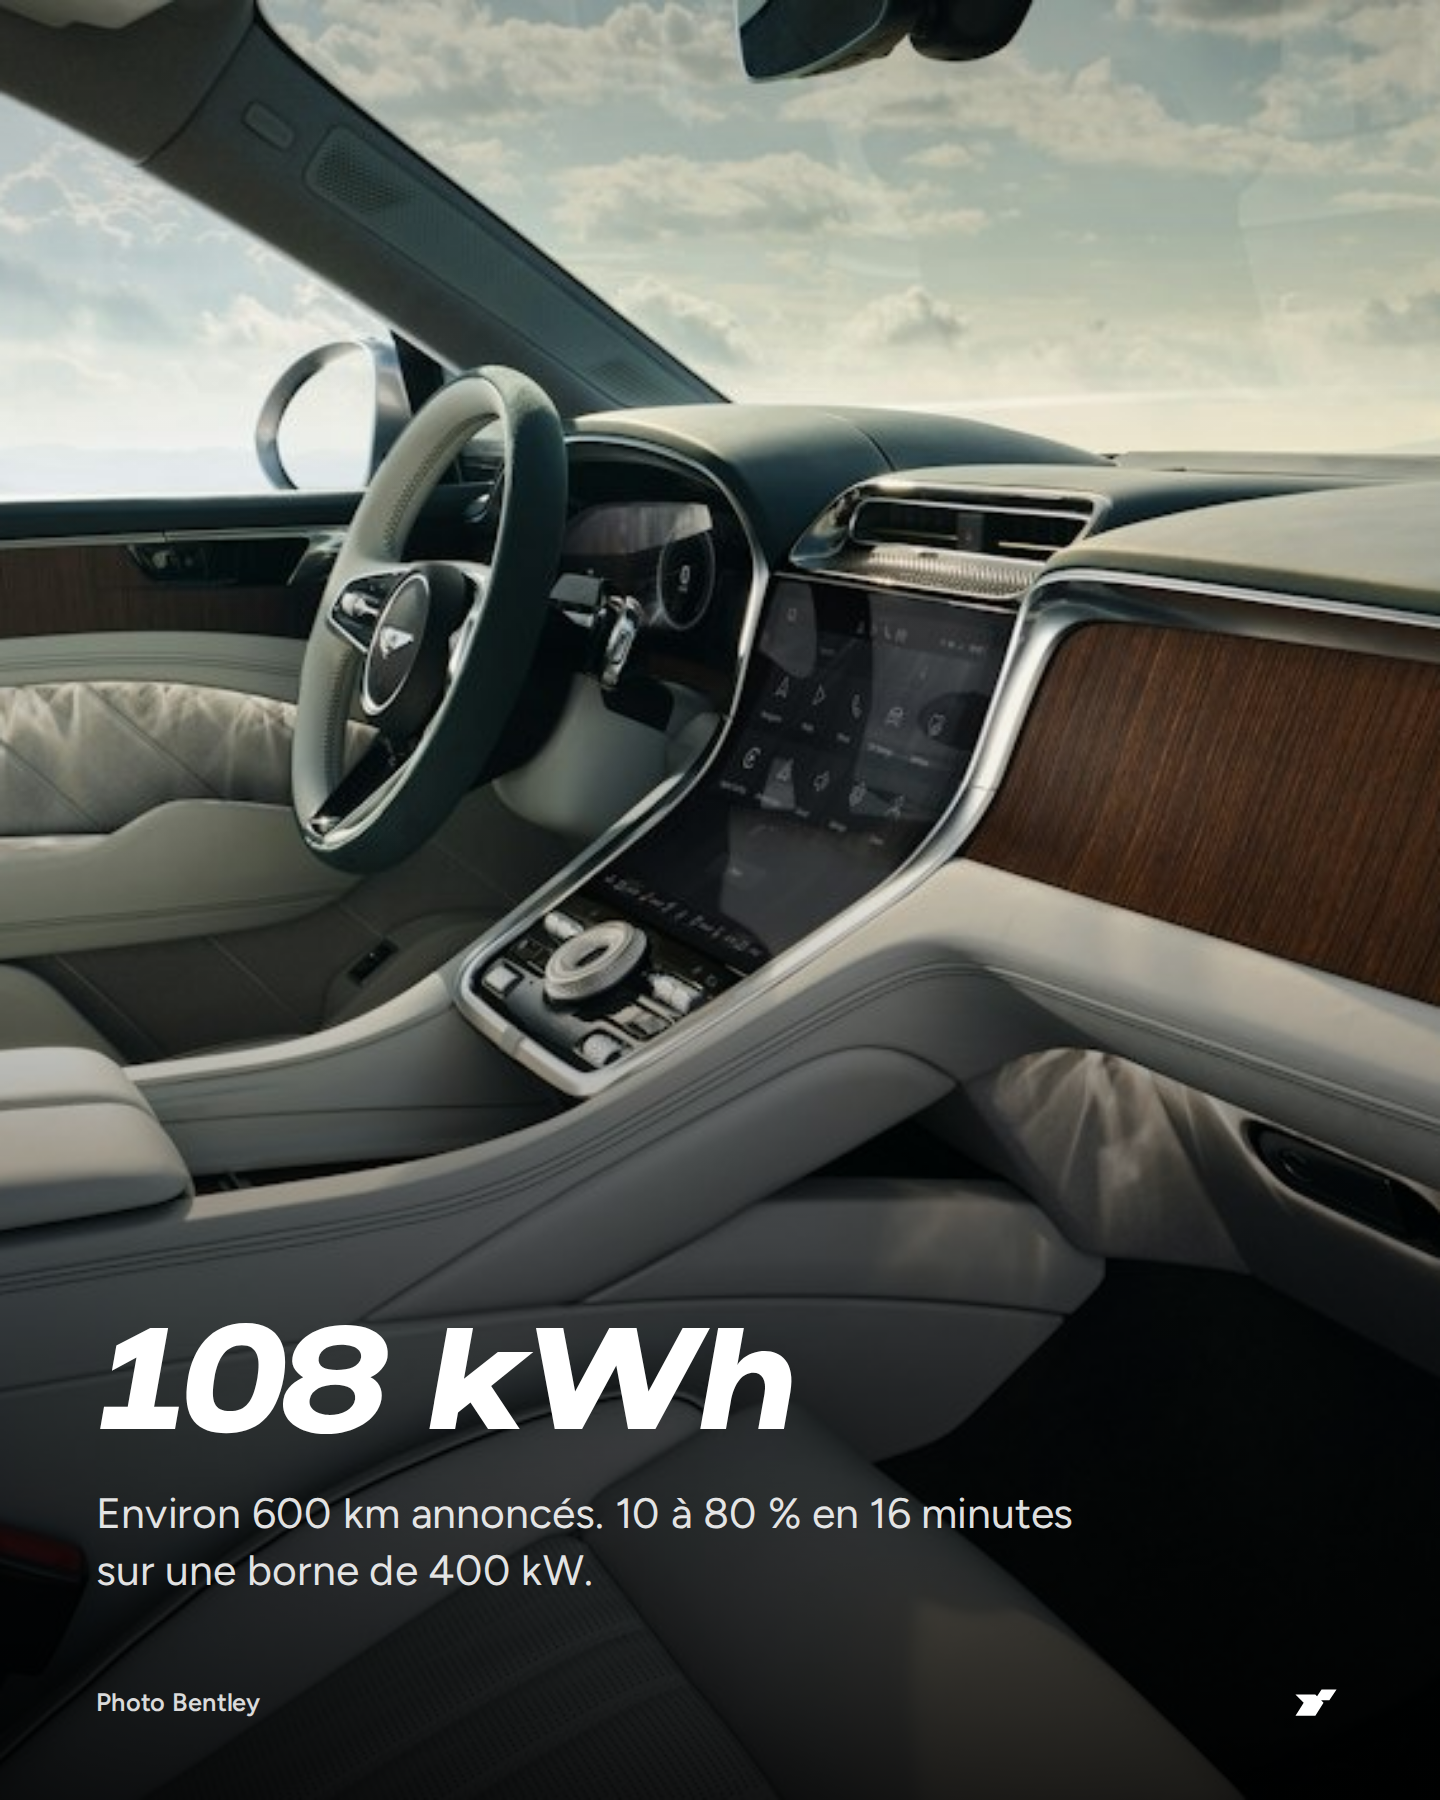 108 kWh
Environ 600 km annoncés. 10 à 80 % en 16 minutes
sur une borne de 400 kW.
Photo Bentley